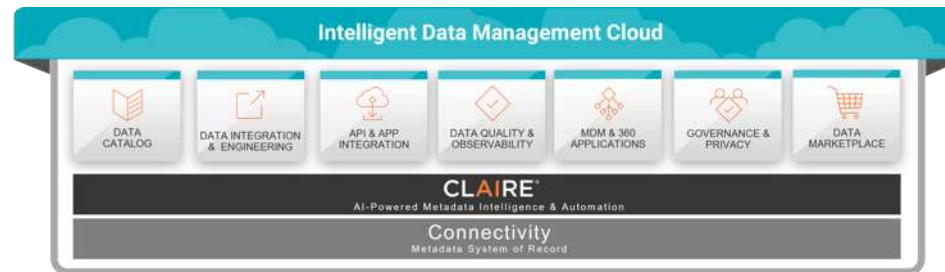 Intelligent Data Management Cloud
DATA
CATALOG
DATA INTEGRATION
& ENGINEERING
API & APP
INTEGRATION
DATA QUALITY &
OBSERVABILITY
MDM & 360
APPLICATIONS
GOVERNANCE &
PRIVACY
DATA
MARKETPLACE
CLAIRE®
AI-Powered Metadata Intelligence & Automation
Connectivity
Metadata System of Record